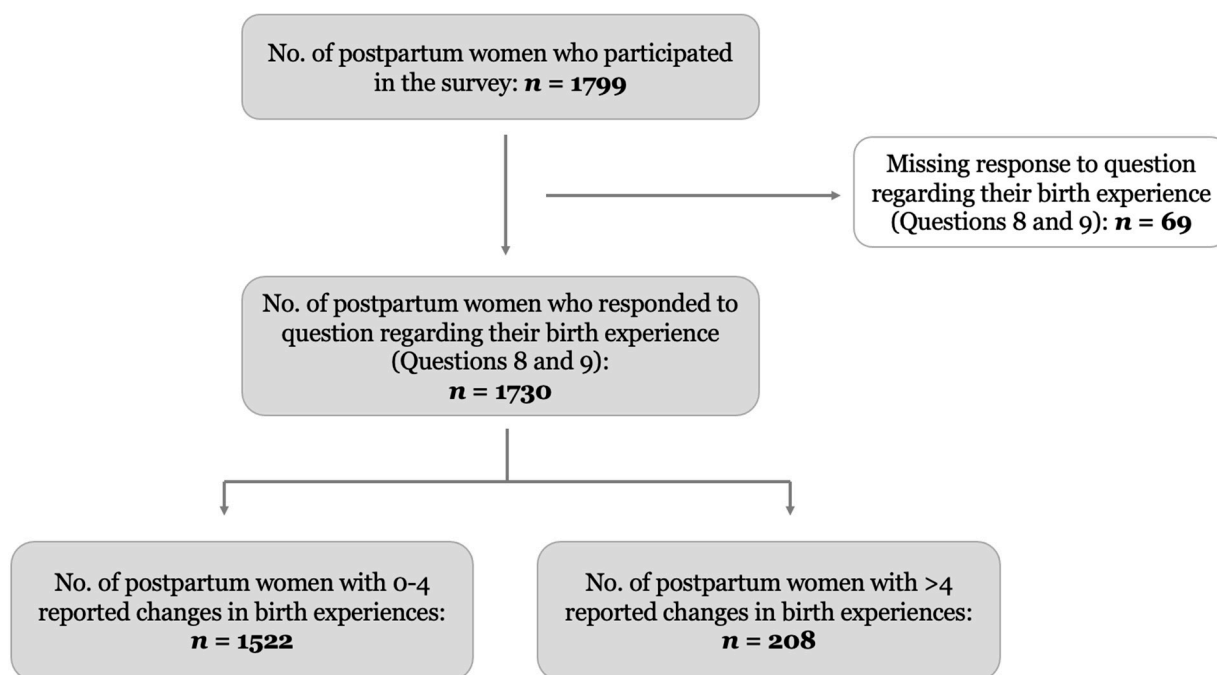 No. of postpartum women who participated
in the survey: n = 1799
Missing response to question
regarding their birth experience
(Questions 8 and 9): n = 69
No. of postpartum women who responded to
question regarding their birth experience
(Questions 8 and 9):
n = 1730
No. of postpartum women with 0-4
reported changes in birth experiences:
n = 1522
No. of postpartum women with >4
reported changes in birth experiences:
n = 208